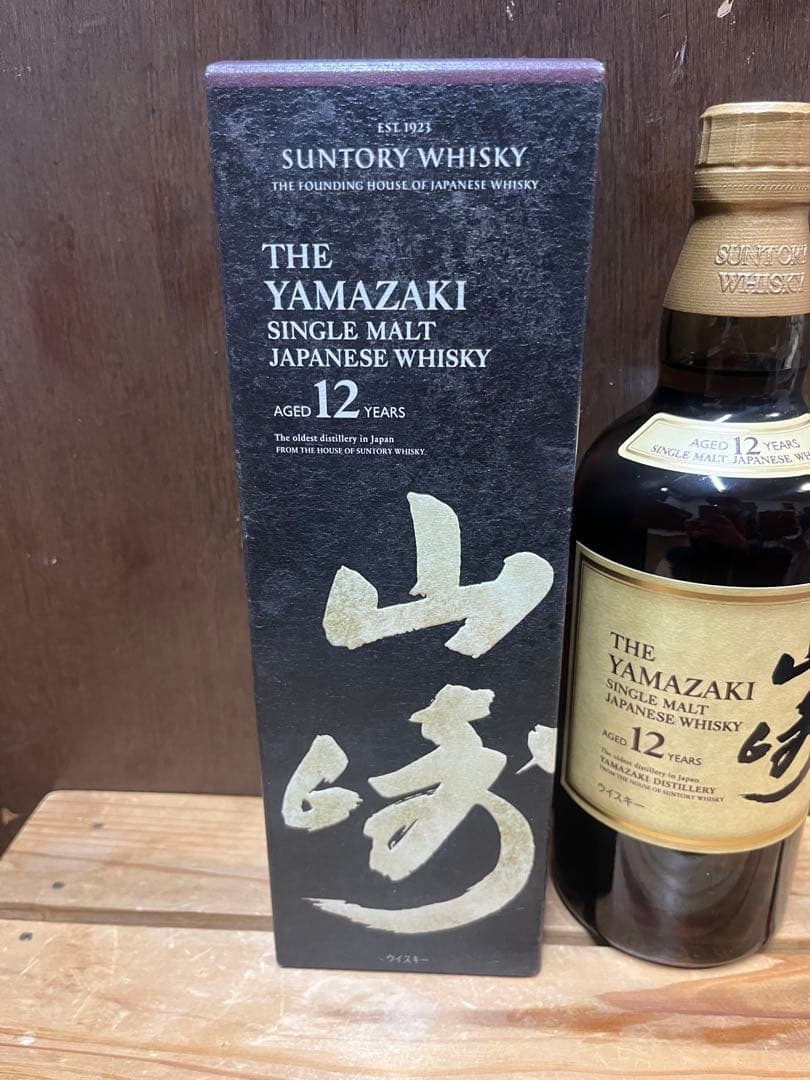 EST. 1923
SUNTORY WHISKY
THE FOUNDING HOUSE OF JAPANESE WHISKY
THE
YAMAZAKI
SINGLE MALT
JAPANESE WHISKY
AGED 12 YEARS
The oldest distillery in Japan
FROM THE HOUSE OF SUNTORY WHISKY.
山
崎
ウイスキー
SUNTORY
WHISKY
AGED 12 YEARS
SINGLE MALT JAPANESE
THE
YAMAZAKI
SINGLE MALT
JAPANESE WHISKY
AGED 12 YEARS
The oldest distillery in Japan
YAMAZAKI DISTILLERY
FROM THE HOUSE OF SUNTORY WHISKY
ウイスキー